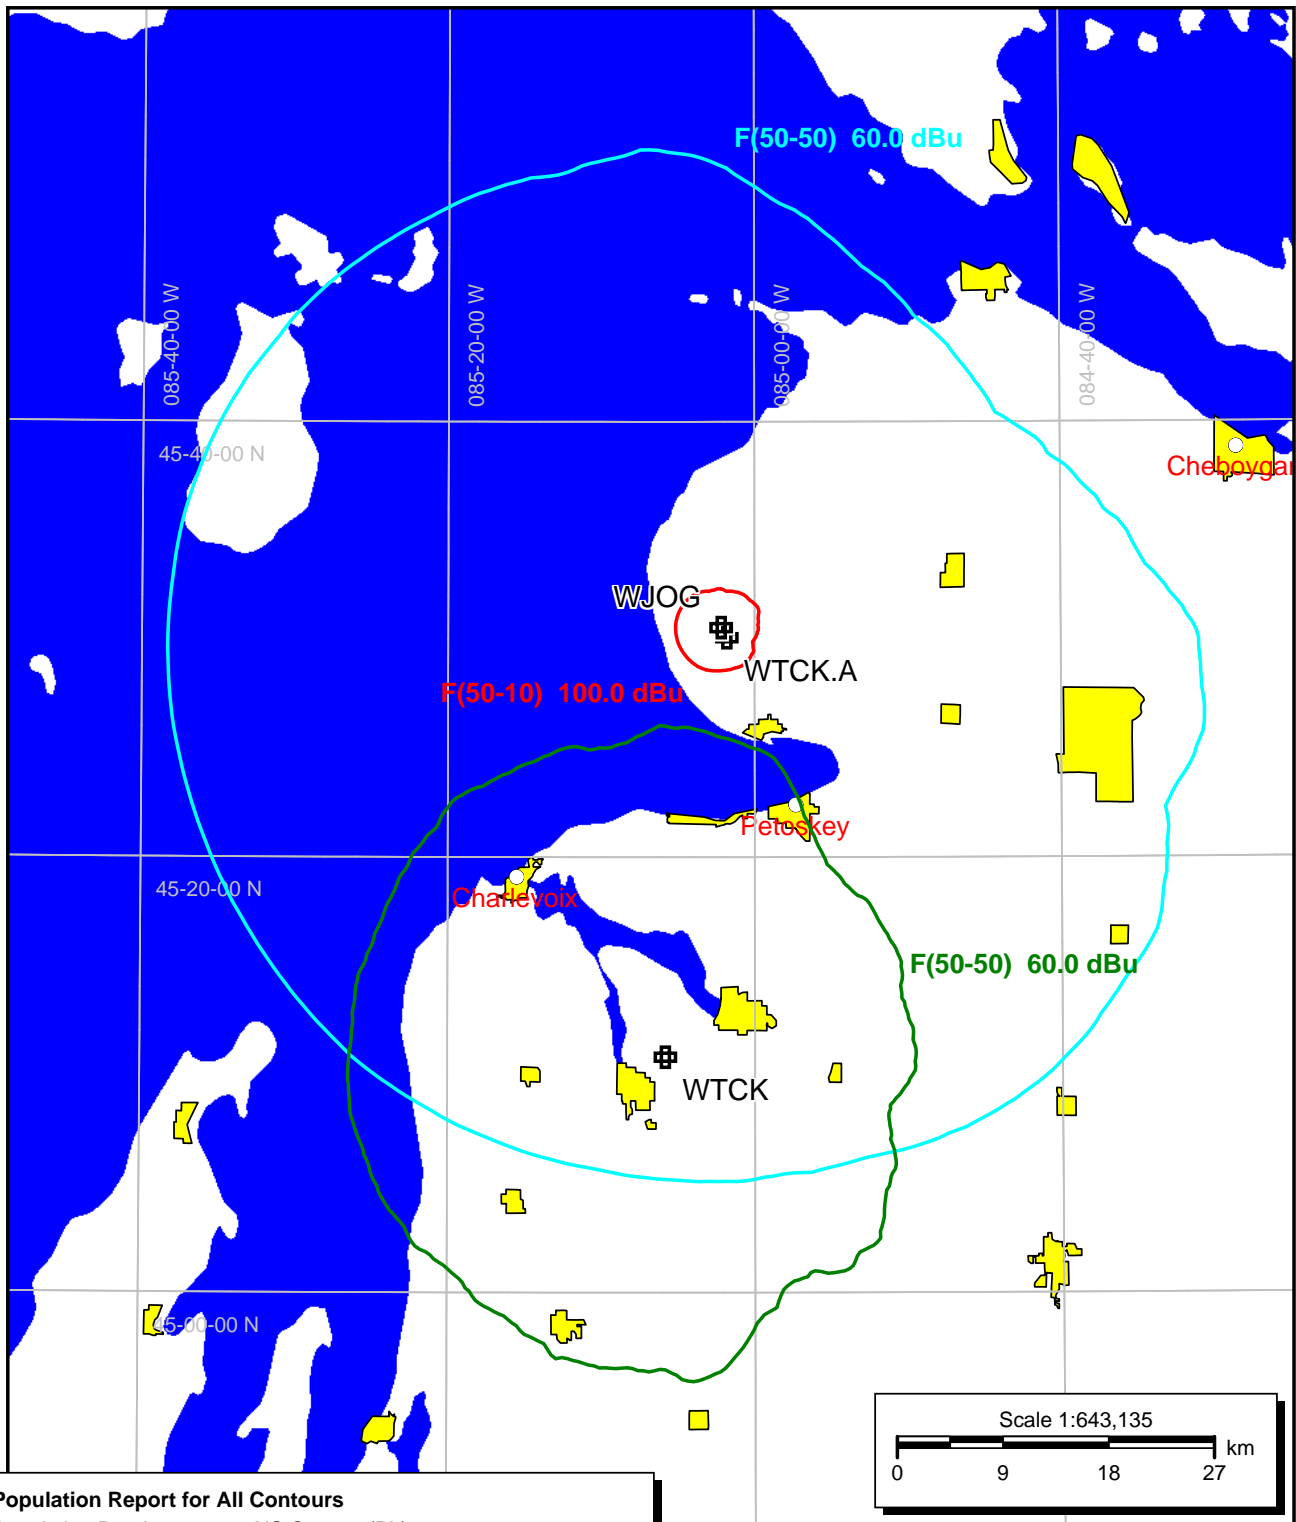 F(50-50) 60.0 dBu
085-40-00 W
085-20-00 W
085-00-00 W
084-40-00 W
45-40-00 N
Cheboygan
WJOG
WTCK.A
F(50-10) 100.0 dBu
Petoskey
45-20-00 N
Charlevoix
F(50-50) 60.0 dBu
WTCK
45-00-00 N
Scale 1:643,135
km
0 9 18 27
Population Report for All Contours